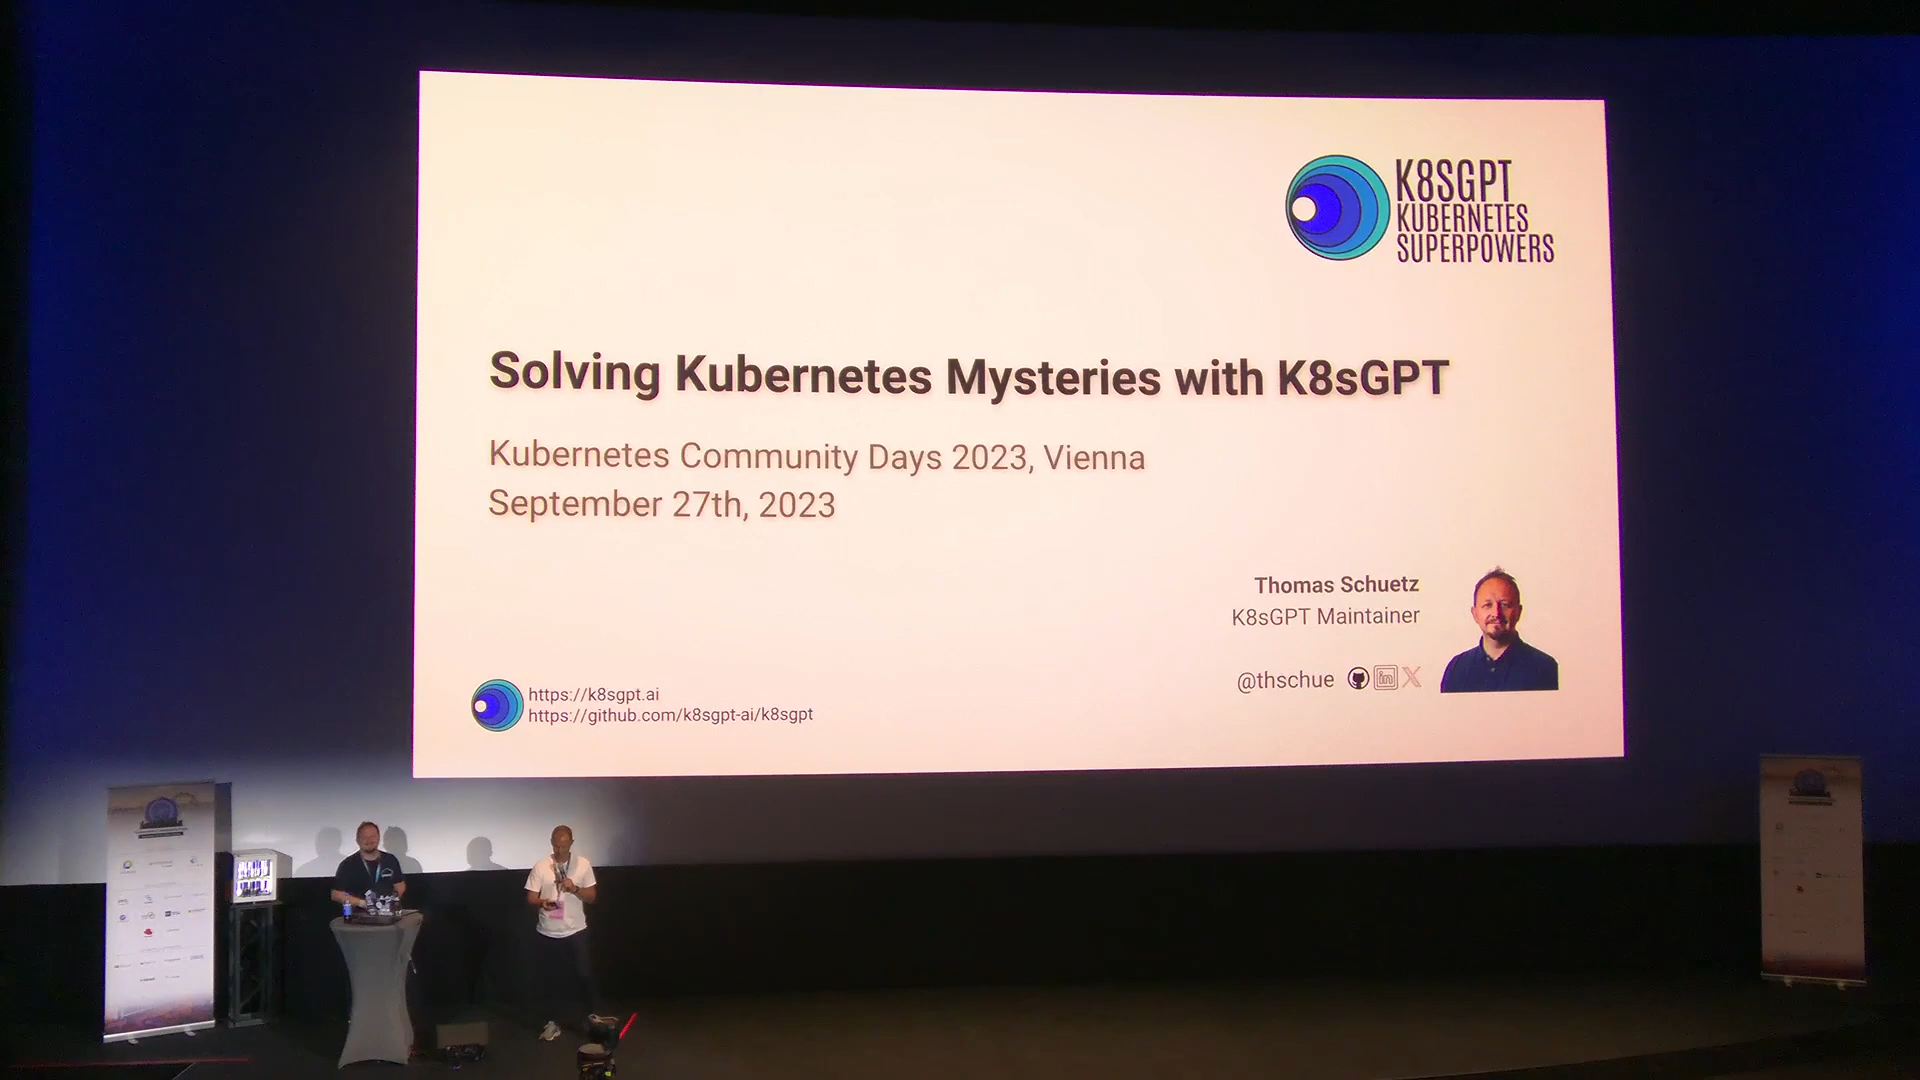 K8SGPT
KUBERNETES
SUPERPOWERS
Solving Kubernetes Mysteries with K8sGPT
Kubernetes Community Days 2023, Vienna
September 27th, 2023
Thomas Schuetz
K8sGPT Maintainer
@thschue
https://k8sgpt.ai
https://github.com/k8sgpt-ai/k8sgpt